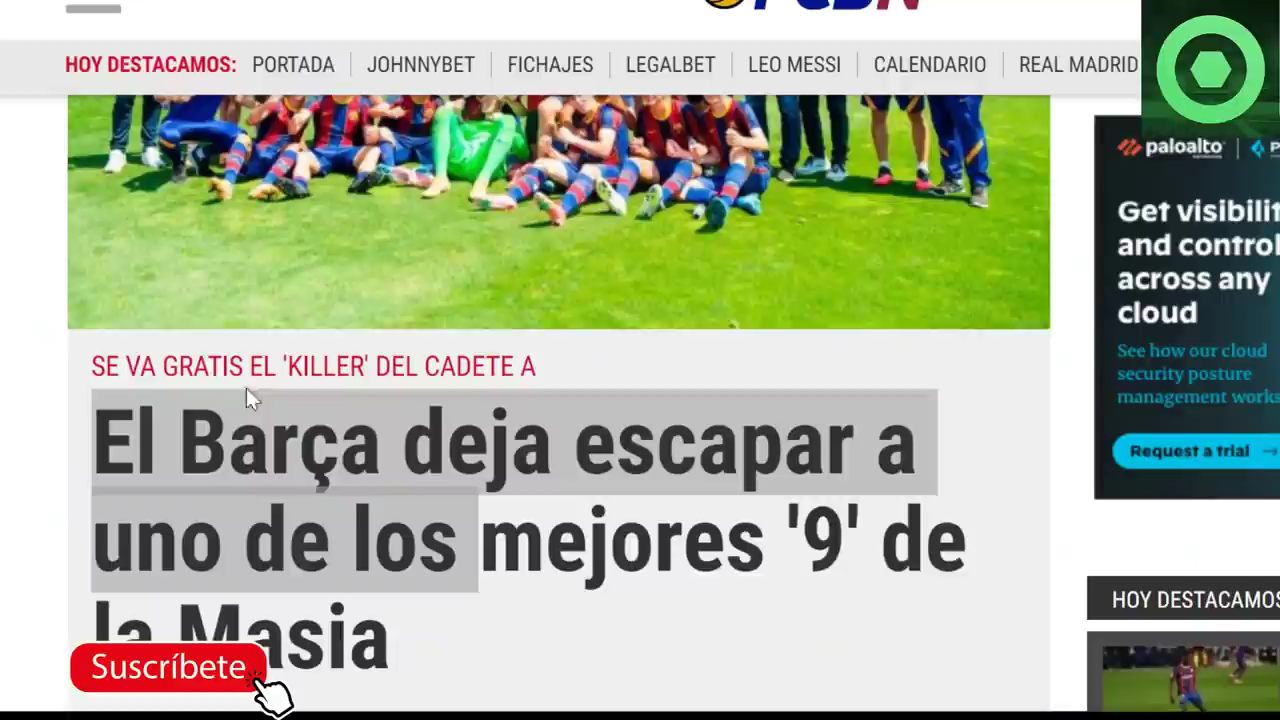 FCBN
HOY DESTACAMOS: PORTADA JOHNNYBET FICHAJES LEGALBET LEO MESSI CALENDARIO REAL MADRID
paloalto
Get visibilit
and control
across any
cloud
See how our cloud
security posture
management works
Request a trial →
SE VA GRATIS EL 'KILLER' DEL CADETE A
El Barça deja escapar a
uno de los mejores '9' de
la Masia
HOY DESTACAMOS
Suscríbete